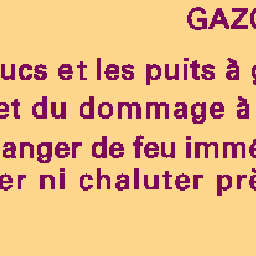 GAZO
ucs et les puits à g
et du dommage à
anger de feu immé
er ni chaluter prè